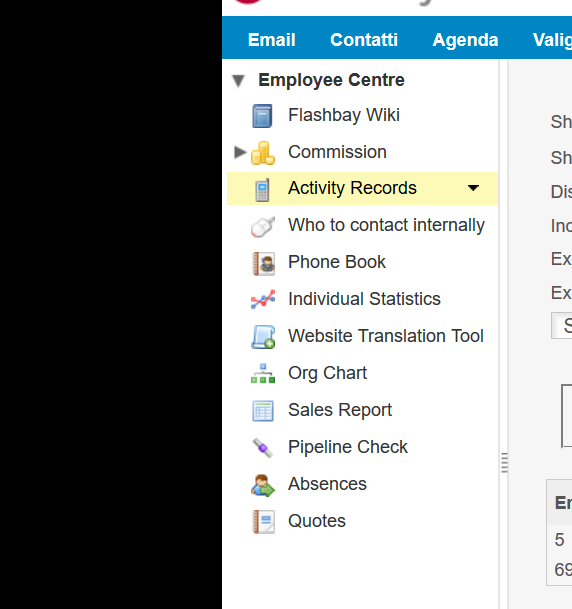 Email Contatti Agenda
Employee Centre
Flashbay Wiki
Commission
Activity Records
Who to contact internally
Phone Book
Individual Statistics
Website Translation Tool
Org Chart
Sales Report
Pipeline Check
Absences
Quotes
5